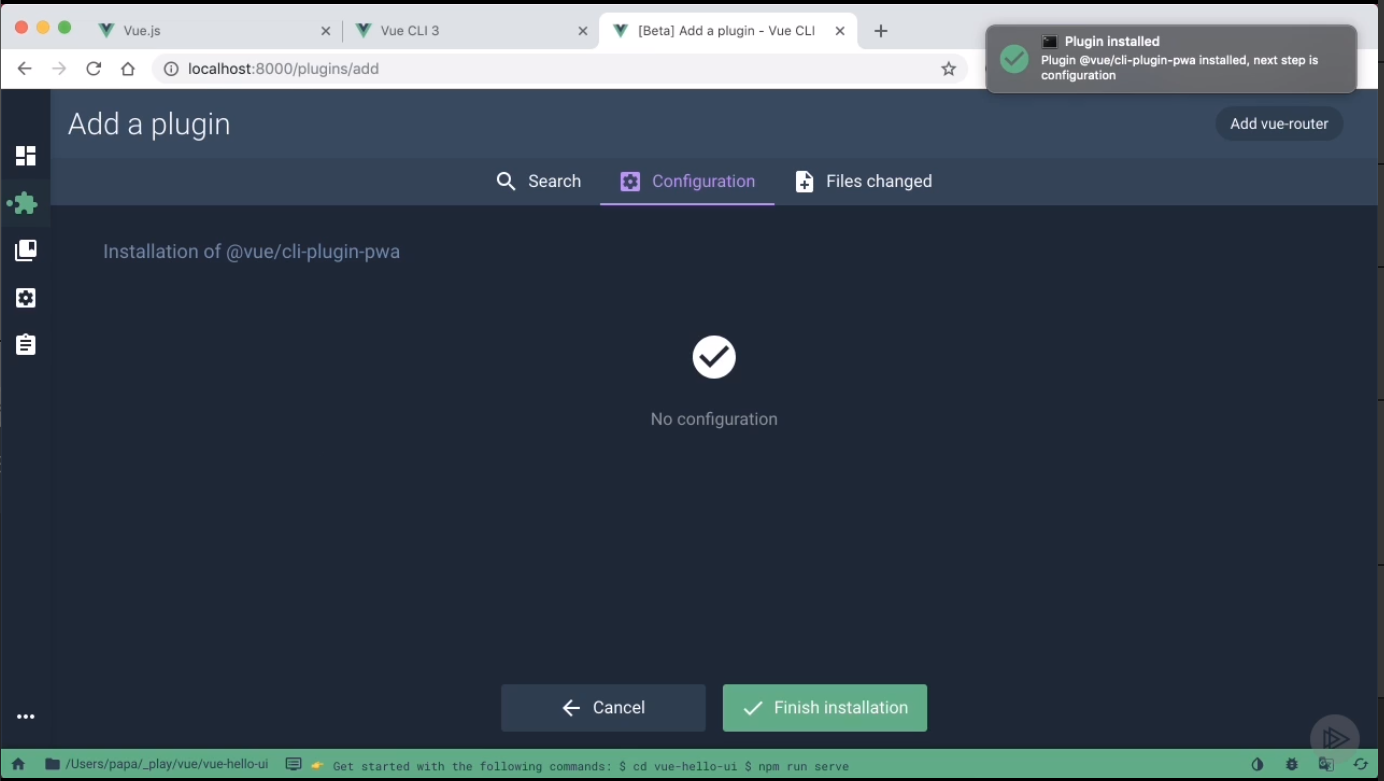 Vue.js
Vue CLI 3
[Beta] Add a plugin - Vue CLI
Plugin installed
Plugin @vue/cli-plugin-pwa installed, next step is
configuration
localhost:8000/plugins/add
Add a plugin
Add vue-router
Search
Configuration
Files changed
Installation of @vue/cli-plugin-pwa
No configuration
Cancel
Finish installation
/Users/papa/_play/vue/vue-hello-ui
Get started with the following commands: $ cd vue-hello-ui $ npm run serve